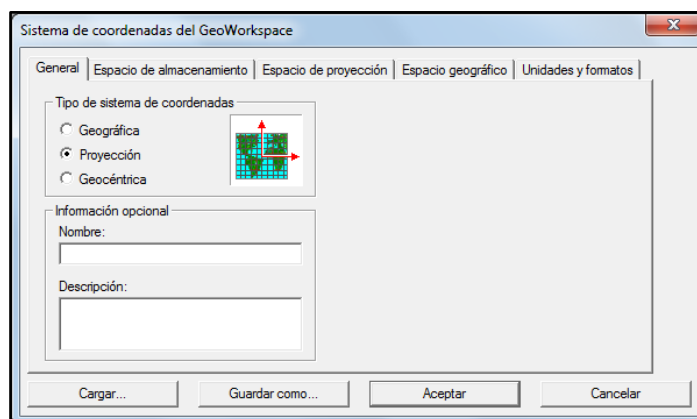 Sistema de coordenadas del GeoWorkspace
General Espacio de almacenamiento Espacio de proyección Espacio geográfico Unidades y formatos
Tipo de sistema de coordenadas
Geográfica
Proyección
Geocéntrica
Información opcional
Nombre:
Descripción:
Cargar... Guardar como... Aceptar Cancelar